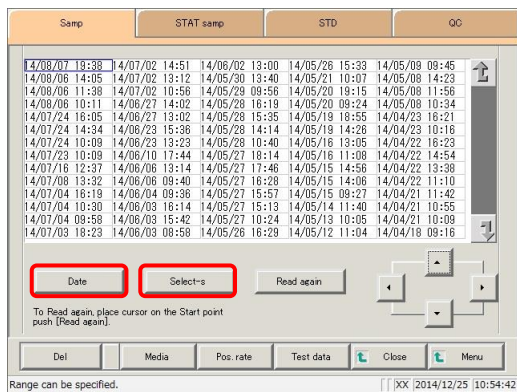 Samp STAT samp STD QC
14/08/07 19:38 14/07/02 14:51 14/06/02 13:00 14/05/26 15:33 14/05/09 09:45
14/08/06 14:05 14/07/02 13:12 14/05/30 13:40 14/05/21 10:07 14/05/08 14:23
14/08/06 11:38 14/07/02 10:56 14/05/29 09:56 14/05/20 19:15 14/05/08 11:56
14/08/06 10:11 14/06/27 14:02 14/05/28 16:19 14/05/20 09:24 14/05/08 10:34
14/07/24 16:05 14/06/27 13:02 14/05/28 15:35 14/05/19 18:55 14/04/23 16:21
14/07/24 14:34 14/06/23 15:36 14/05/28 14:14 14/05/19 14:26 14/04/23 10:16
14/07/24 10:09 14/06/23 13:23 14/05/28 10:40 14/05/16 13:05 14/04/22 16:23
14/07/23 10:09 14/06/10 17:44 14/05/27 18:14 14/05/16 11:08 14/04/22 14:54
14/07/16 12:37 14/06/06 13:14 14/05/27 17:46 14/05/15 14:56 14/04/22 13:38
14/07/08 13:32 14/06/06 09:40 14/05/27 16:28 14/05/15 14:06 14/04/22 11:10
14/07/04 16:19 14/06/04 09:36 14/05/27 15:57 14/05/15 09:27 14/04/21 11:42
14/07/04 10:30 14/06/03 16:14 14/05/27 15:13 14/05/14 11:40 14/04/21 10:55
14/07/04 09:58 14/06/03 15:42 14/05/27 10:24 14/05/13 10:05 14/04/21 10:09
14/07/03 18:23 14/06/03 08:58 14/05/26 16:29 14/05/12 11:04 14/04/18 09:16
Date Select-s Read again
To Read again, place cursor on the Start point
push [Read again].
Del Media Pos. rate Test data Close Menu
Range can be specified. XX 2014/12/25 10:54:42